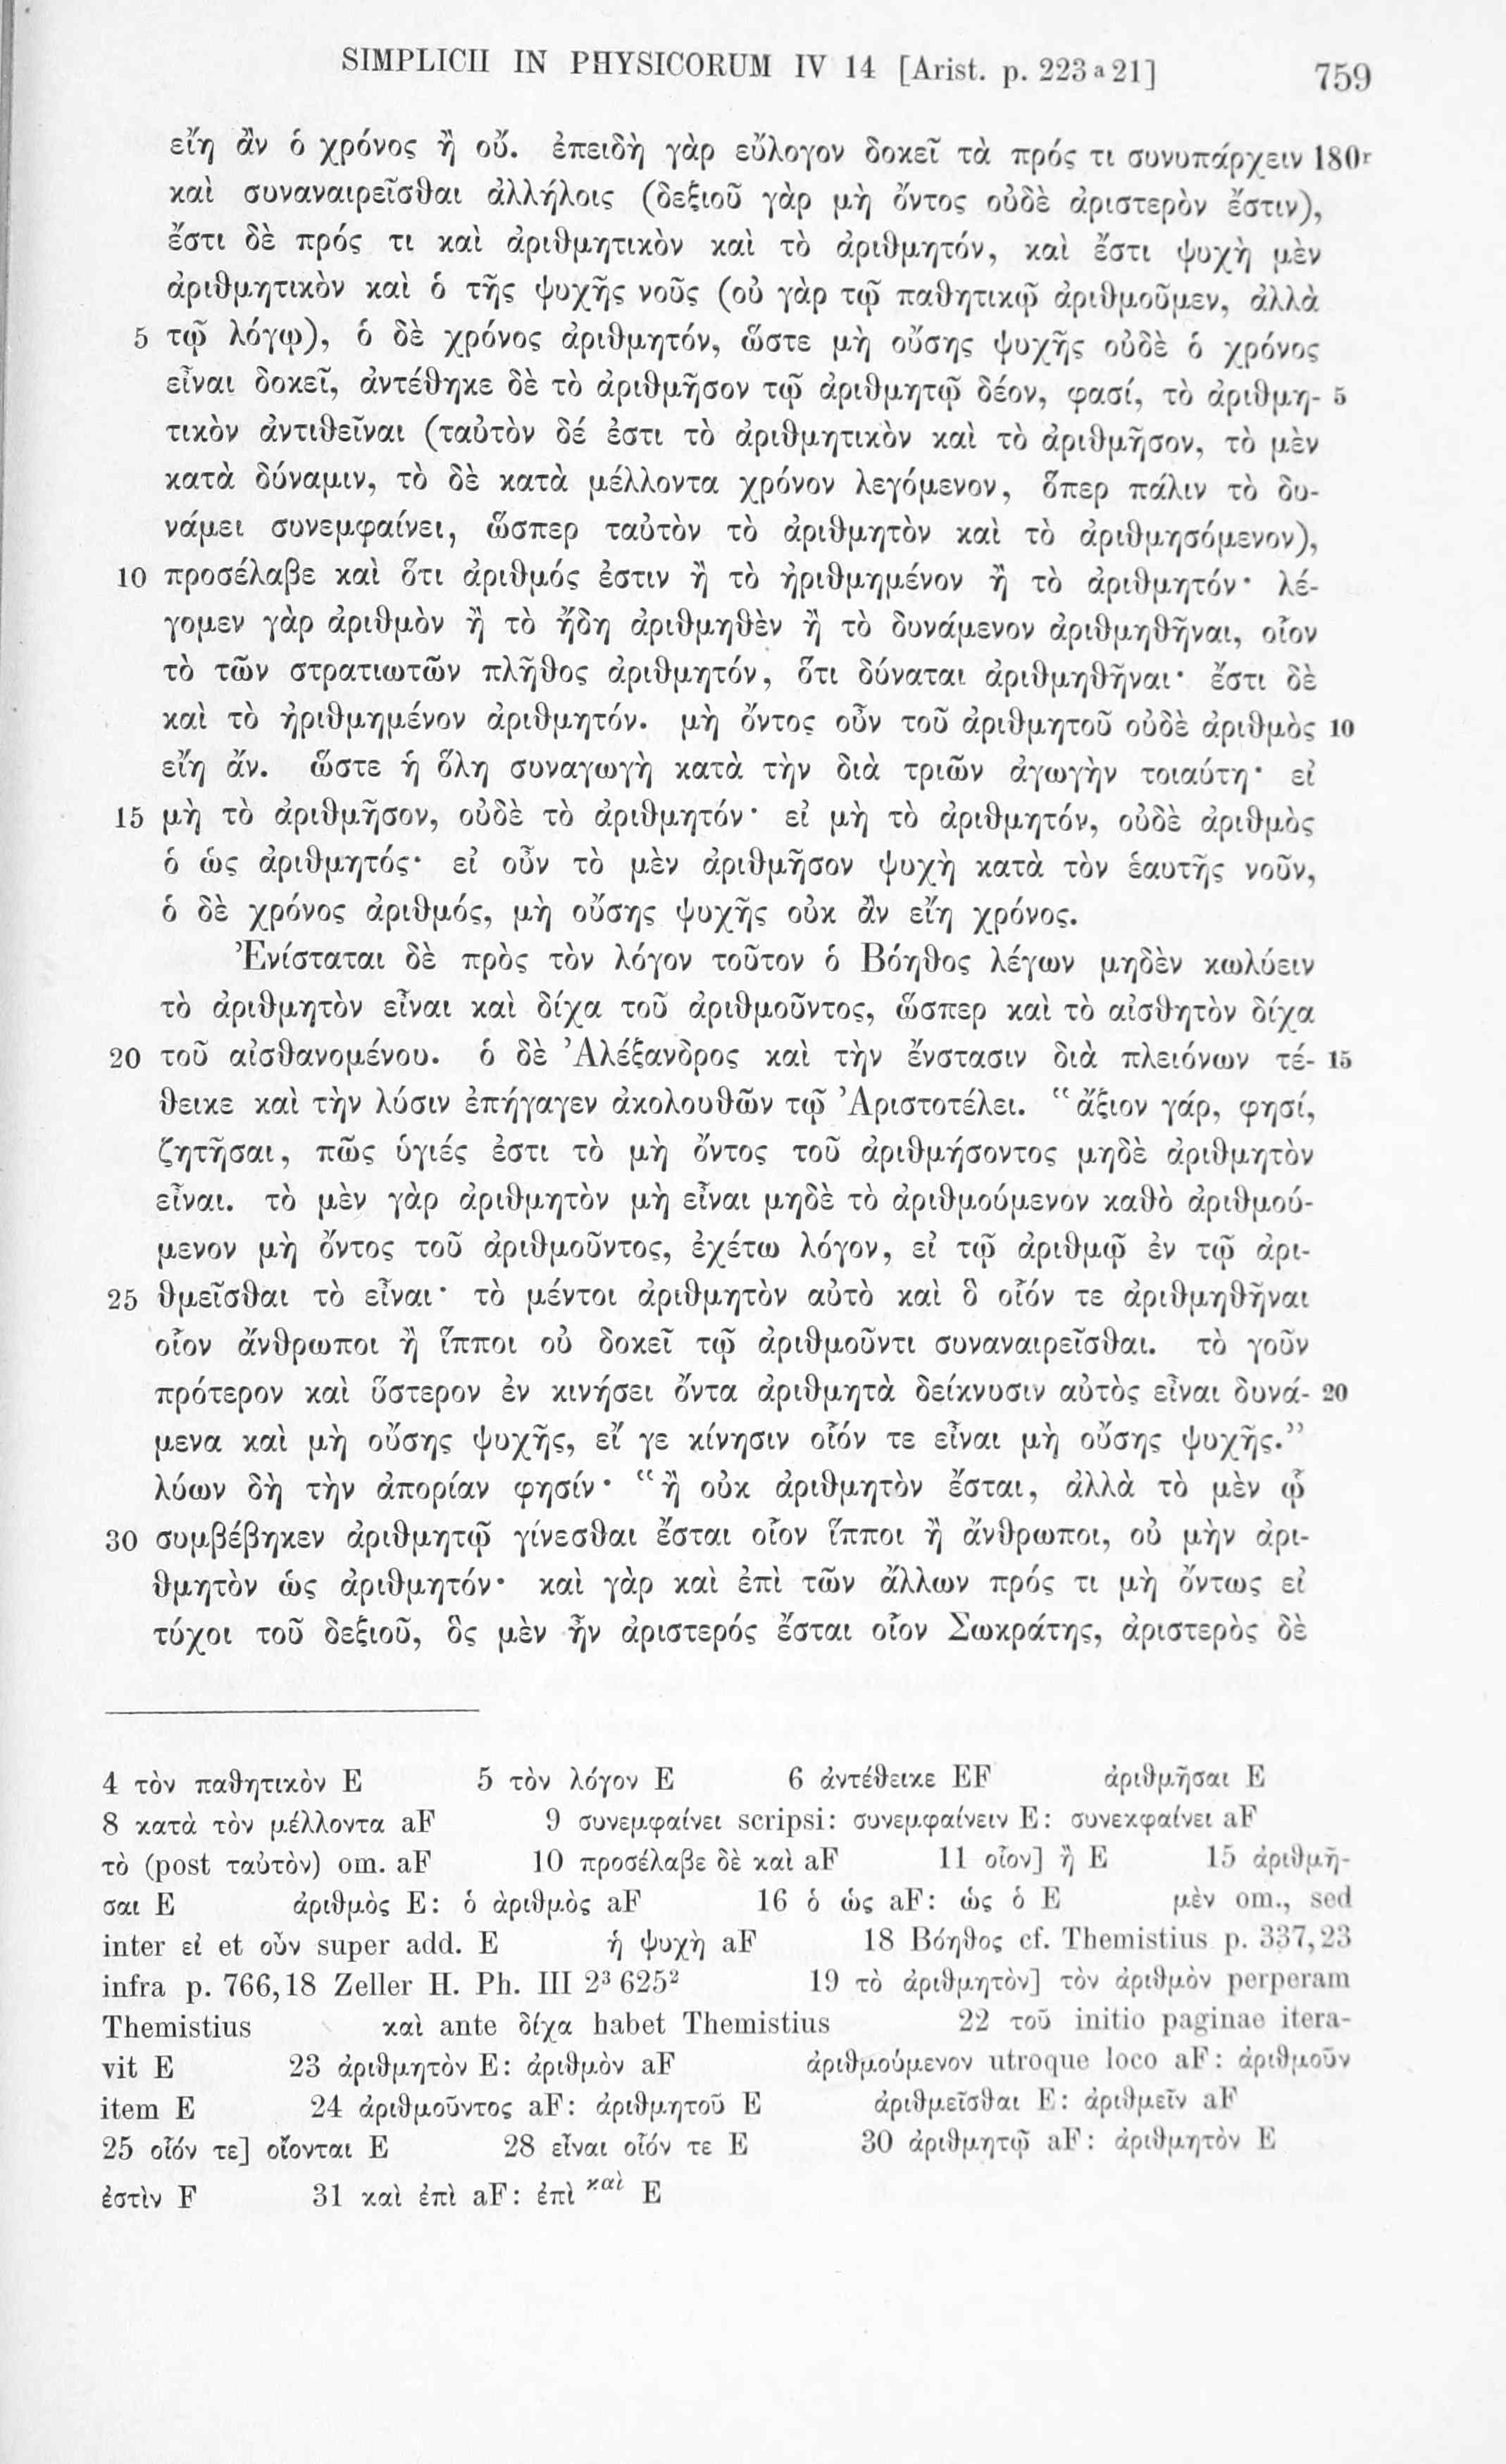 SIMPLICII IN PHYSICORUM IV 14 [Arist. p. 223 a 21] 759
εἴη ἂν ὁ χρόνος ἢ οὔ. ἐπειδὴ γὰρ εὔλογον δοκεῖ τὰ πρός τι συνυπάρχειν 180r
καὶ συναναιρεῖσθαι ἀλλήλοις (δεξιοῦ γὰρ μὴ ὄντος οὐδὲ ἀριστερὸν ἔστιν),
ἔστι δὲ πρός τι καὶ ἀριθμητικὸν καὶ τὸ ἀριθμητόν, καὶ ἔστι ψυχὴ μὲν
ἀριθμητικὸν καὶ ὁ τῆς ψυχῆς νοῦς (οὐ γὰρ τῷ παθητικῷ ἀριθμοῦμεν, ἀλλὰ
5 τῷ λόγῳ), ὁ δὲ χρόνος ἀριθμητόν, ὥστε μὴ οὔσης ψυχῆς οὐδὲ ὁ χρόνος
εἶναι δοκεῖ, ἀντέθηκε δὲ τὸ ἀριθμῆσον τῷ ἀριθμητῷ δέον, φασί, τὸ ἀριθμη- 5
τικὸν ἀντιθεῖναι (ταὐτὸν δέ ἐστι τὸ ἀριθμητικὸν καὶ τὸ ἀριθμῆσον, τὸ μὲν
κατὰ δύναμιν, τὸ δὲ κατὰ μέλλοντα χρόνον λεγόμενον, ὅπερ πάλιν τὸ δυ-
νάμει συνεμφαίνει, ὥσπερ ταὐτὸν τὸ ἀριθμητὸν καὶ τὸ ἀριθμησόμενον),
10 προσέλαβε καὶ ὅτι ἀριθμός ἐστιν ἢ τὸ ἠριθμημένον ἢ τὸ ἀριθμητόν· λέ-
γομεν γὰρ ἀριθμὸν ἢ τὸ ἤδη ἀριθμηθὲν ἢ τὸ δυνάμενον ἀριθμηθῆναι, οἷον
τὸ τῶν στρατιωτῶν πλῆθος ἀριθμητόν, ὅτι δύναται ἀριθμηθῆναι· ἔστι δὲ
καὶ τὸ ἠριθμημένον ἀριθμητόν. μὴ ὄντος οὖν τοῦ ἀριθμητοῦ οὐδὲ ἀριθμὸς 10
εἴη ἄν. ὥστε ἡ ὅλη συναγωγὴ κατὰ τὴν διὰ τριῶν ἀγωγὴν τοιαύτη· εἰ
15 μὴ τὸ ἀριθμῆσον, οὐδὲ τὸ ἀριθμητόν· εἰ μὴ τὸ ἀριθμητόν, οὐδὲ ἀριθμὸς
ὁ ὡς ἀριθμητός· εἰ οὖν τὸ μὲν ἀριθμῆσον ψυχὴ κατὰ τὸν ἑαυτῆς νοῦν,
ὁ δὲ χρόνος ἀριθμός, μὴ οὔσης ψυχῆς οὐκ ἂν εἴη χρόνος.
Ἐνίσταται δὲ πρὸς τὸν λόγον τοῦτον ὁ Βόηθος λέγων μηδὲν κωλύειν
τὸ ἀριθμητὸν εἶναι καὶ δίχα τοῦ ἀριθμοῦντος, ὥσπερ καὶ τὸ αἰσθητὸν δίχα
20 τοῦ αἰσθανομένου. ὁ δὲ Ἀλέξανδρος καὶ τὴν ἔνστασιν διὰ πλειόνων τέ- 15
θεικε καὶ τὴν λύσιν ἐπήγαγεν ἀκολουθῶν τῷ Ἀριστοτέλει. “ἄξιον γάρ, φησί,
ζητῆσαι, πῶς ὑγιές ἐστι τὸ μὴ ὄντος τοῦ ἀριθμήσοντος μηδὲ ἀριθμητὸν
εἶναι. τὸ μὲν γὰρ ἀριθμητὸν μὴ εἶναι μηδὲ τὸ ἀριθμούμενον καθὸ ἀριθμού-
μενον μὴ ὄντος τοῦ ἀριθμοῦντος, ἐχέτω λόγον, εἰ τῷ ἀριθμῷ ἐν τῷ ἀρι-
25 θμεῖσθαι τὸ εἶναι· τὸ μέντοι ἀριθμητὸν αὐτὸ καὶ ὃ οἷόν τε ἀριθμηθῆναι
οἷον ἄνθρωποι ἢ ἵπποι οὐ δοκεῖ τῷ ἀριθμοῦντι συναναιρεῖσθαι. τὸ γοῦν
πρότερον καὶ ὕστερον ἐν κινήσει ὄντα ἀριθμητὰ δείκνυσιν αὐτὸς εἶναι δυνά- 20
μενα καὶ μὴ οὔσης ψυχῆς, εἴ γε κίνησιν οἷόν τε εἶναι μὴ οὔσης ψυχῆς.”
λύων δὴ τὴν ἀπορίαν φησίν· “ἢ οὐκ ἀριθμητὸν ἔσται, ἀλλὰ τὸ μὲν ᾧ
30 συμβέβηκεν ἀριθμητῷ γίνεσθαι ἔσται οἷον ἵπποι ἢ ἄνθρωποι, οὐ μὴν ἀρι-
θμητὸν ὡς ἀριθμητόν· καὶ γὰρ καὶ ἐπὶ τῶν ἄλλων πρός τι μὴ ὄντως εἰ
τύχοι τοῦ δεξιοῦ, ὃς μὲν ἦν ἀριστερός ἔσται οἷον Σωκράτης, ἀριστερὸς δὲ
4 τὸν παθητικὸν E 5 τὸν λόγον E 6 ἀντέθεικε EF ἀριθμῆσαι E
8 κατὰ τὸν μέλλοντα aF 9 συνεμφαίνει scripsi: συνεμφαίνειν E: συνεκφαίνει aF
τὸ (post ταὐτὸν) om. aF 10 προσέλαβε δὲ καὶ aF 11 οἷον] ἢ E 15 ἀριθμῆ-
σαι E ἀριθμὸς E: ὁ ἀριθμὸς aF 16 ὁ ὡς aF: ὡς ὁ E μὲν om., sed
inter εἰ et οὖν super add. E ἡ ψυχὴ aF 18 Βόηθος cf. Themistius p. 337,23
infra p. 766,18 Zeller H. Ph. III 2³ 625² 19 τὸ ἀριθμητὸν] τὸν ἀριθμὸν perperam
Themistius καὶ ante δίχα habet Themistius 22 τοῦ initio paginae itera-
vit E 23 ἀριθμητὸν E: ἀριθμὸν aF ἀριθμούμενον utroque loco aF: ἀριθμοῦν
item E 24 ἀριθμοῦντος aF: ἀριθμητοῦ E ἀριθμεῖσθαι E: ἀριθμεῖν aF
25 οἷόν τε] οἴονται E 28 εἶναι οἷόν τε E 30 ἀριθμητῷ aF: ἀριθμητὸν E
ἐστὶν F 31 καὶ ἐπὶ aF: ἐπὶ καὶ E